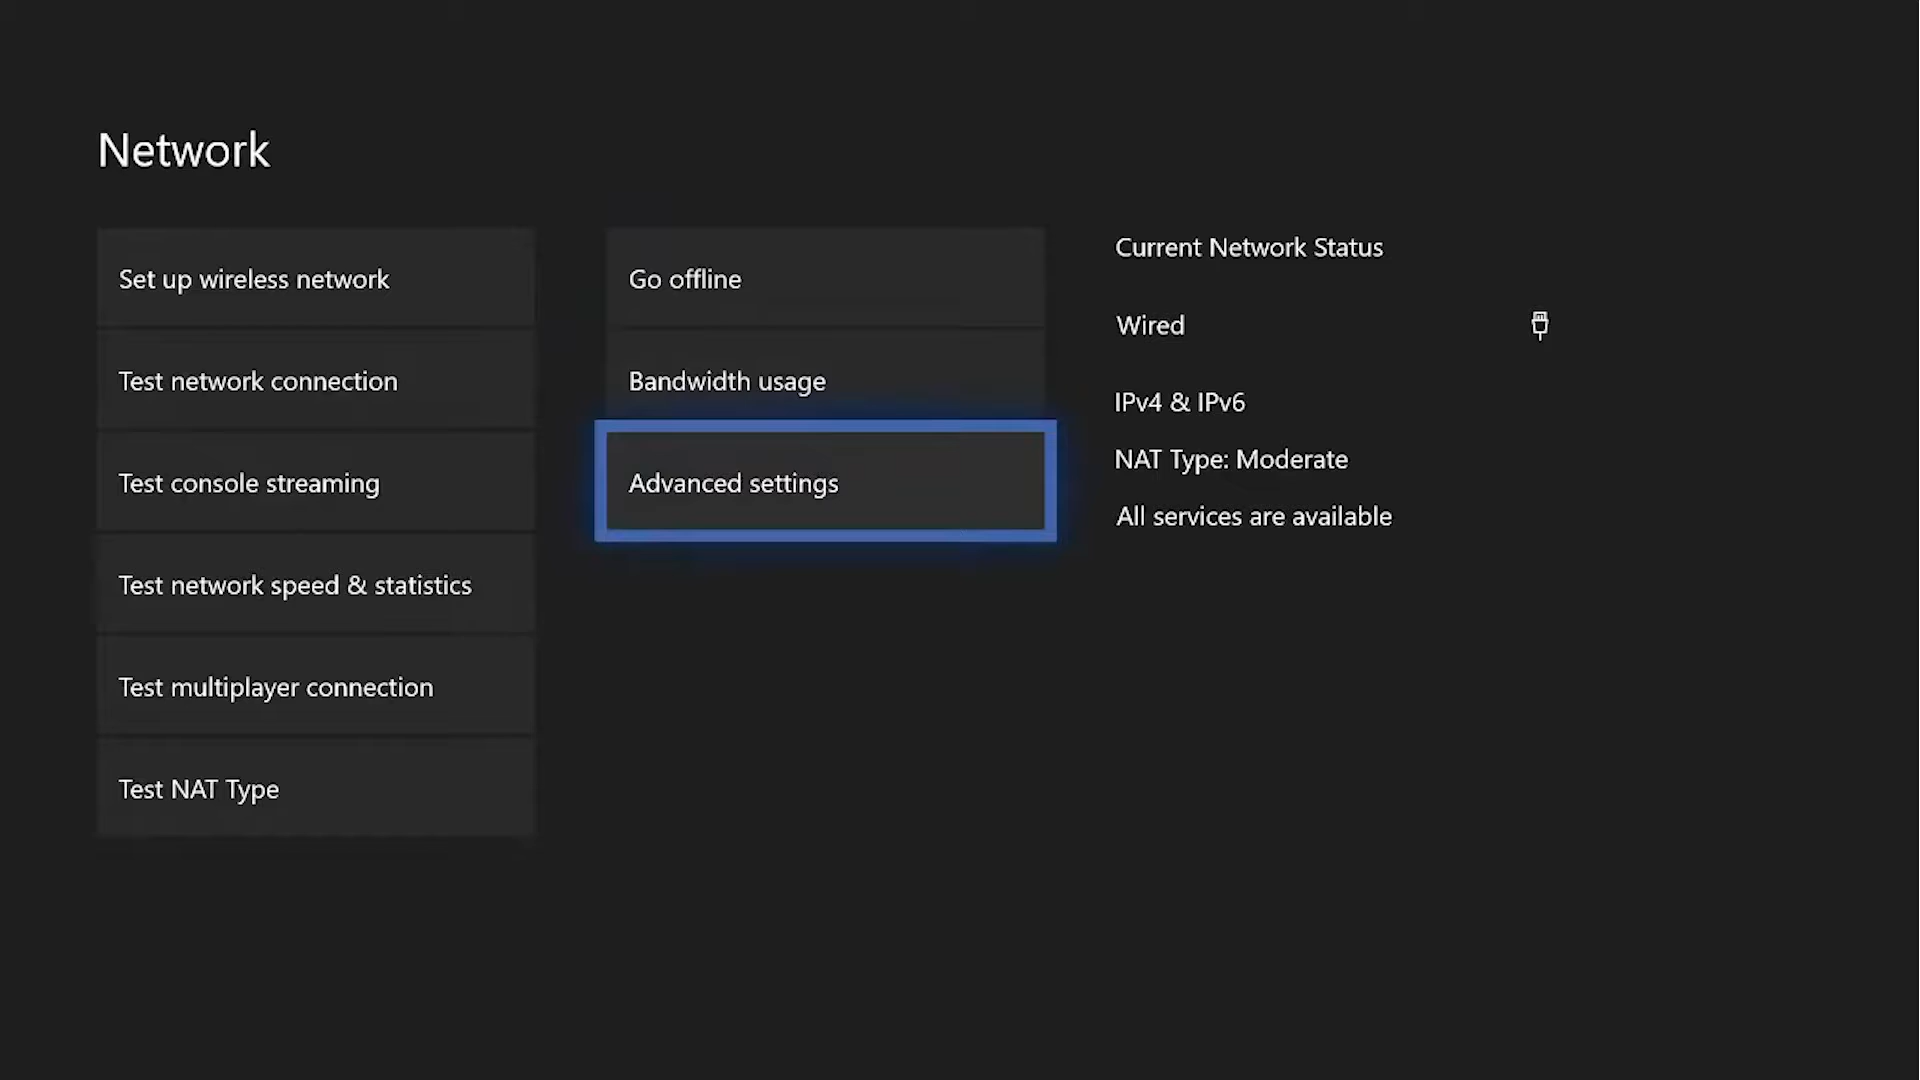 Network
Set up wireless network
Test network connection
Test console streaming
Test network speed & statistics
Test multiplayer connection
Test NAT Type
Go offline
Bandwidth usage
Advanced settings
Current Network Status
Wired
IPv4 & IPv6
NAT Type: Moderate
All services are available